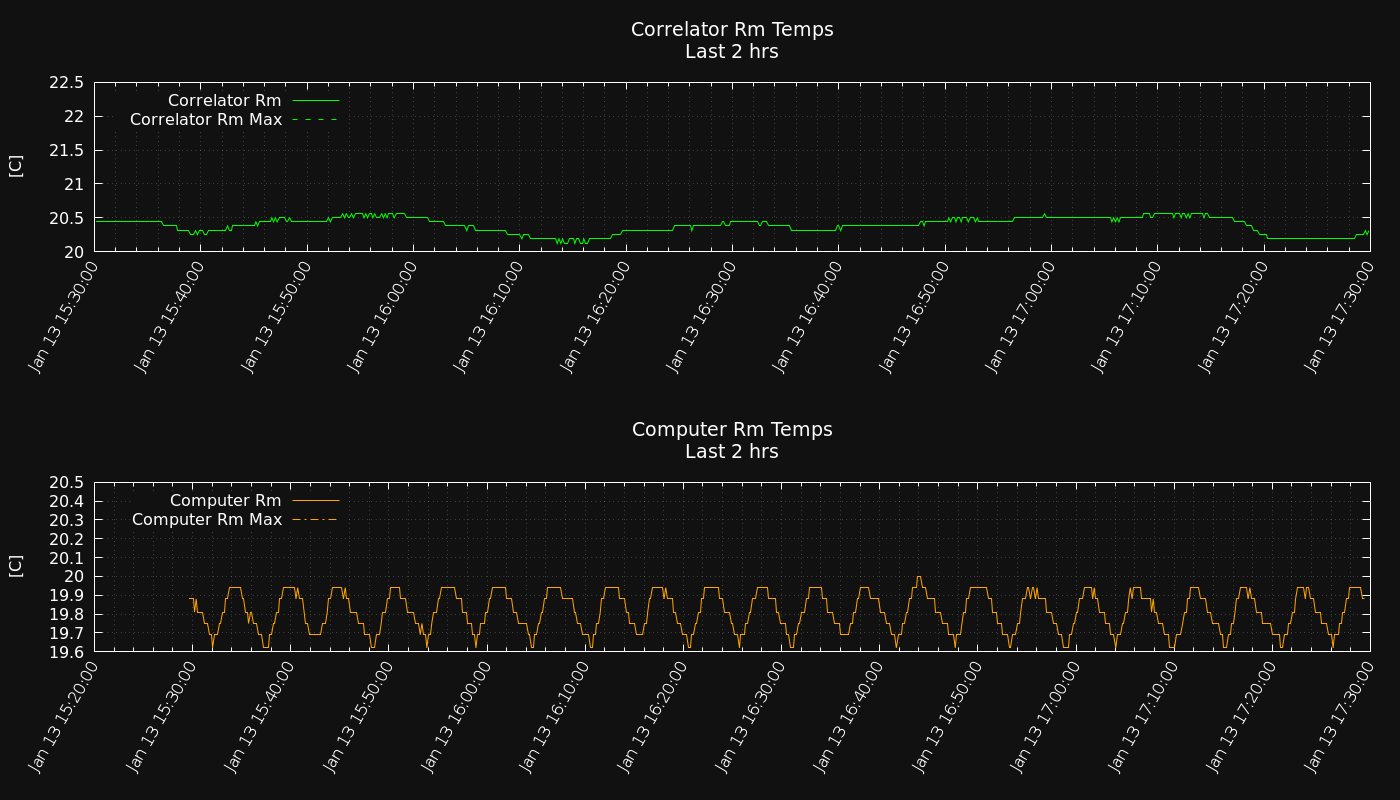 Correlator Rm Temps
Last 2 hrs
22.5
22
21.5
21
20.5
20
[C]
Correlator Rm
Correlator Rm Max
Jan 13 15:30:00
Jan 13 15:40:00
Jan 13 15:50:00
Jan 13 16:00:00
Jan 13 16:10:00
Jan 13 16:20:00
Jan 13 16:30:00
Jan 13 16:40:00
Jan 13 16:50:00
Jan 13 17:00:00
Jan 13 17:10:00
Jan 13 17:20:00
Jan 13 17:30:00
Computer Rm Temps
Last 2 hrs
20.5
20.4
20.3
20.2
20.1
20
19.9
19.8
19.7
19.6
[C]
Computer Rm
Computer Rm Max
Jan 13 15:20:00
Jan 13 15:30:00
Jan 13 15:40:00
Jan 13 15:50:00
Jan 13 16:00:00
Jan 13 16:10:00
Jan 13 16:20:00
Jan 13 16:30:00
Jan 13 16:40:00
Jan 13 16:50:00
Jan 13 17:00:00
Jan 13 17:10:00
Jan 13 17:20:00
Jan 13 17:30:00